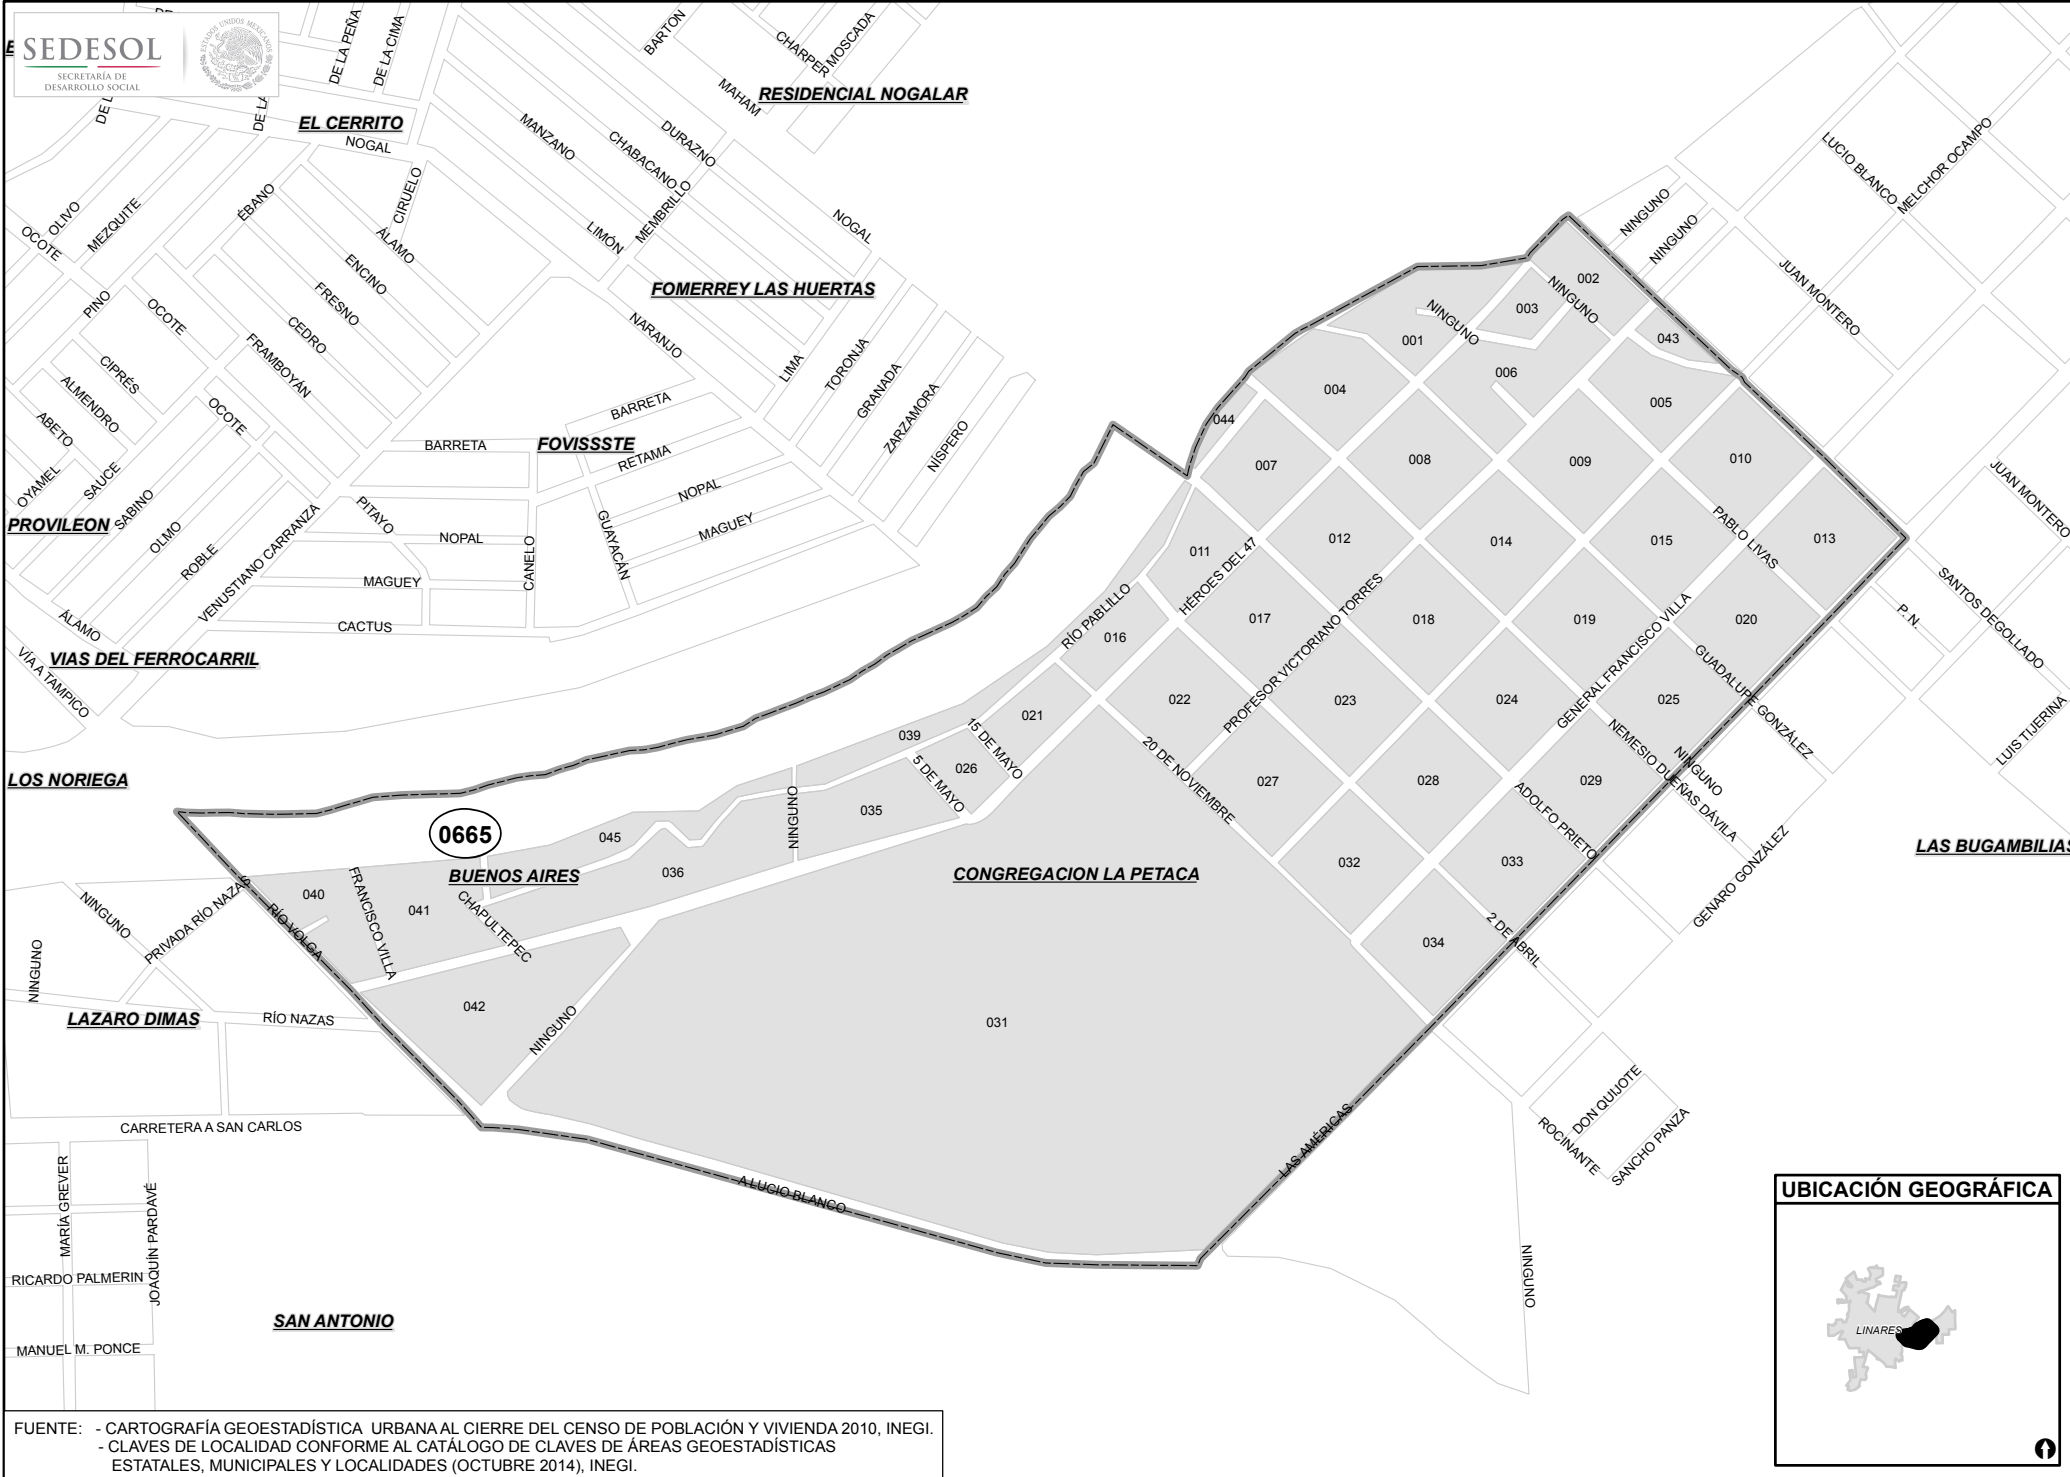 SEDESOL
SECRETARÍA DE
DESARROLLO SOCIAL
ESTADOS UNIDOS MEXICANOS
DE LA PEÑA
DE LA CIMA
BARTON
CHARPER
MOSCADA
MAHAM
RESIDENCIAL NOGALAR
EL CERRITO
NOGAL
MANZANO
CHABACANO
DURAZNO
MEMBRILLO
LIMÓN
NOGAL
CIRUELO
ÁLAMO
ÉBANO
ENCINO
FRESNO
CEDRO
FRAMBOYÁN
OLIVO
MEZQUITE
OCOTE
PINO
OCOTE
CIPRÉS
ALMENDRO
ABETO
OYAMEL
SAUCE
SABINO
OCOTE
OLMO
ROBLE
FOMERREY LAS HUERTAS
NARANJO
LIMA
TORONJA
GRANADA
ZARZAMORA
NÍSPERO
BARRETA
BARRETA
FOVISSSTE
RETAMA
NOPAL
MAGUEY
GUAYACÁN
CANELO
PITAYO
NOPAL
MAGUEY
CACTUS
VENUSTIANO CARRANZA
PROVILEON
ÁLAMO
VIAS DEL FERROCARRIL
VÍA A TAMPICO
LOS NORIEGA
LUCIO BLANCO
MELCHOR OCAMPO
JUAN MONTERO
JUAN MONTERO
NINGUNO
NINGUNO
NINGUNO
NINGUNO
002
003
001
043
004
006
005
044
007
008
009
010
PABLO LIVAS
011
012
014
015
013
HÉROES DEL 47
PROFESOR VICTORIANO TORRES
GENERAL FRANCISCO VILLA
RÍO PABLILLO
016
017
018
019
020
SANTOS DEGOLLADO
P. N.
LUIS TIJERINA
GUADALUPE GONZÁLEZ
021
022
023
024
025
15 DE MAYO
5 DE MAYO
20 DE NOVIEMBRE
NEMESIO DUEÑAS DÁVILA
NINGUNO
ADOLFO PRIETO
039
026
027
028
029
035
NINGUNO
0665
045
BUENOS AIRES
036
CONGREGACION LA PETACA
032
033
GENARO GONZÁLEZ
LAS BUGAMBILIAS
040
041
FRANCISCO VILLA
CHAPULTEPEC
034
2 DE ABRIL
NINGUNO
NINGUNO
PRIVADA RÍO NAZAS
RÍO VOLGA
LAZARO DIMAS
RÍO NAZAS
042
NINGUNO
031
DON QUIJOTE
ROCINANTE
SANCHO PANZA
LAS AMÉRICAS
A LUCIO BLANCO
CARRETERA A SAN CARLOS
MARÍA GREVER
JOAQUÍN PARDAVÉ
RICARDO PALMERIN
MANUEL M. PONCE
SAN ANTONIO
NINGUNO
UBICACIÓN GEOGRÁFICA
LINARES
FUENTE: - CARTOGRAFÍA GEOESTADÍSTICA URBANA AL CIERRE DEL CENSO DE POBLACIÓN Y VIVIENDA 2010, INEGI.
- CLAVES DE LOCALIDAD CONFORME AL CATÁLOGO DE CLAVES DE ÁREAS GEOESTADÍSTICAS
ESTATALES, MUNICIPALES Y LOCALIDADES (OCTUBRE 2014), INEGI.